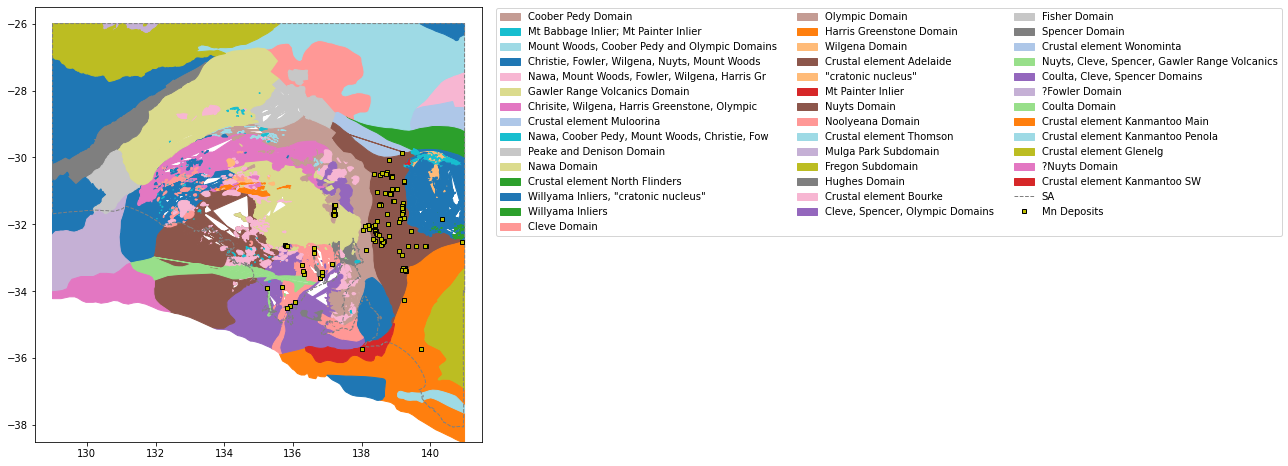 −26
−28
−30
−32
−34
−36
−38
130
132
134
136
138
140
Coober Pedy Domain
Mt Babbage Inlier; Mt Painter Inlier
Mount Woods, Coober Pedy and Olympic Domains
Christie, Fowler, Wilgena, Nuyts, Mount Woods
Nawa, Mount Woods, Fowler, Wilgena, Harris Gr
Gawler Range Volcanics Domain
Chrisite, Wilgena, Harris Greenstone, Olympic
Crustal element Muloorina
Nawa, Coober Pedy, Mount Woods, Christie, Fow
Peake and Denison Domain
Nawa Domain
Crustal element North Flinders
Willyama Inliers, "cratonic nucleus"
Willyama Inliers
Cleve Domain
Olympic Domain
Harris Greenstone Domain
Wilgena Domain
Crustal element Adelaide
"cratonic nucleus"
Mt Painter Inlier
Nuyts Domain
Noolyeana Domain
Crustal element Thomson
Mulga Park Subdomain
Fregon Subdomain
Hughes Domain
Crustal element Bourke
Cleve, Spencer, Olympic Domains
Fisher Domain
Spencer Domain
Crustal element Wonominta
Nuyts, Cleve, Spencer, Gawler Range Volcanics
Coulta, Cleve, Spencer Domains
?Fowler Domain
Coulta Domain
Crustal element Kanmantoo Main
Crustal element Kanmantoo Penola
Crustal element Glenelg
?Nuyts Domain
Crustal element Kanmantoo SW
SA
Mn Deposits